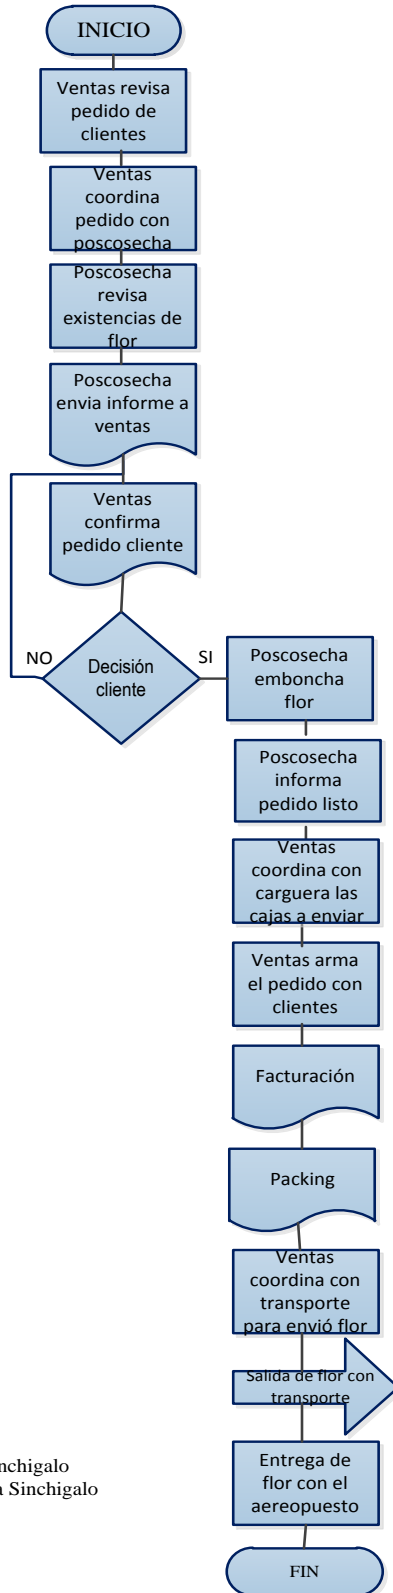 INICIO
Ventas revisa
pedido de
clientes
Ventas
coordina
pedido con
poscosecha
Poscosecha
revisa
existencias de
flor
Poscosecha
envia informe a
ventas
Ventas
confirma
pedido cliente
NO
Decisión
cliente
SI
Poscosecha
emboncha
flor
Poscosecha
informa
pedido listo
Ventas
coordina con
carguera las
cajas a enviar
Ventas arma
el pedido con
clientes
Facturación
Packing
Ventas
coordina con
transporte
para envió flor
Salida de flor con
transporte
Entrega de
flor con el
aereopuesto
FIN
nchigalo
a Sinchigalo